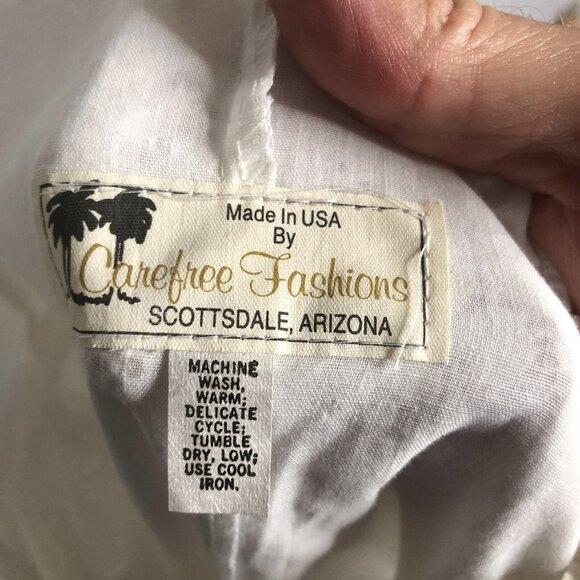 Made In USA
By
Carefree Fashions
SCOTTSDALE, ARIZONA
MACHINE
WASH,
WARM;
DELICATE
CYCLE;
TUMBLE
DRY, LOW;
USE COOL
IRON.